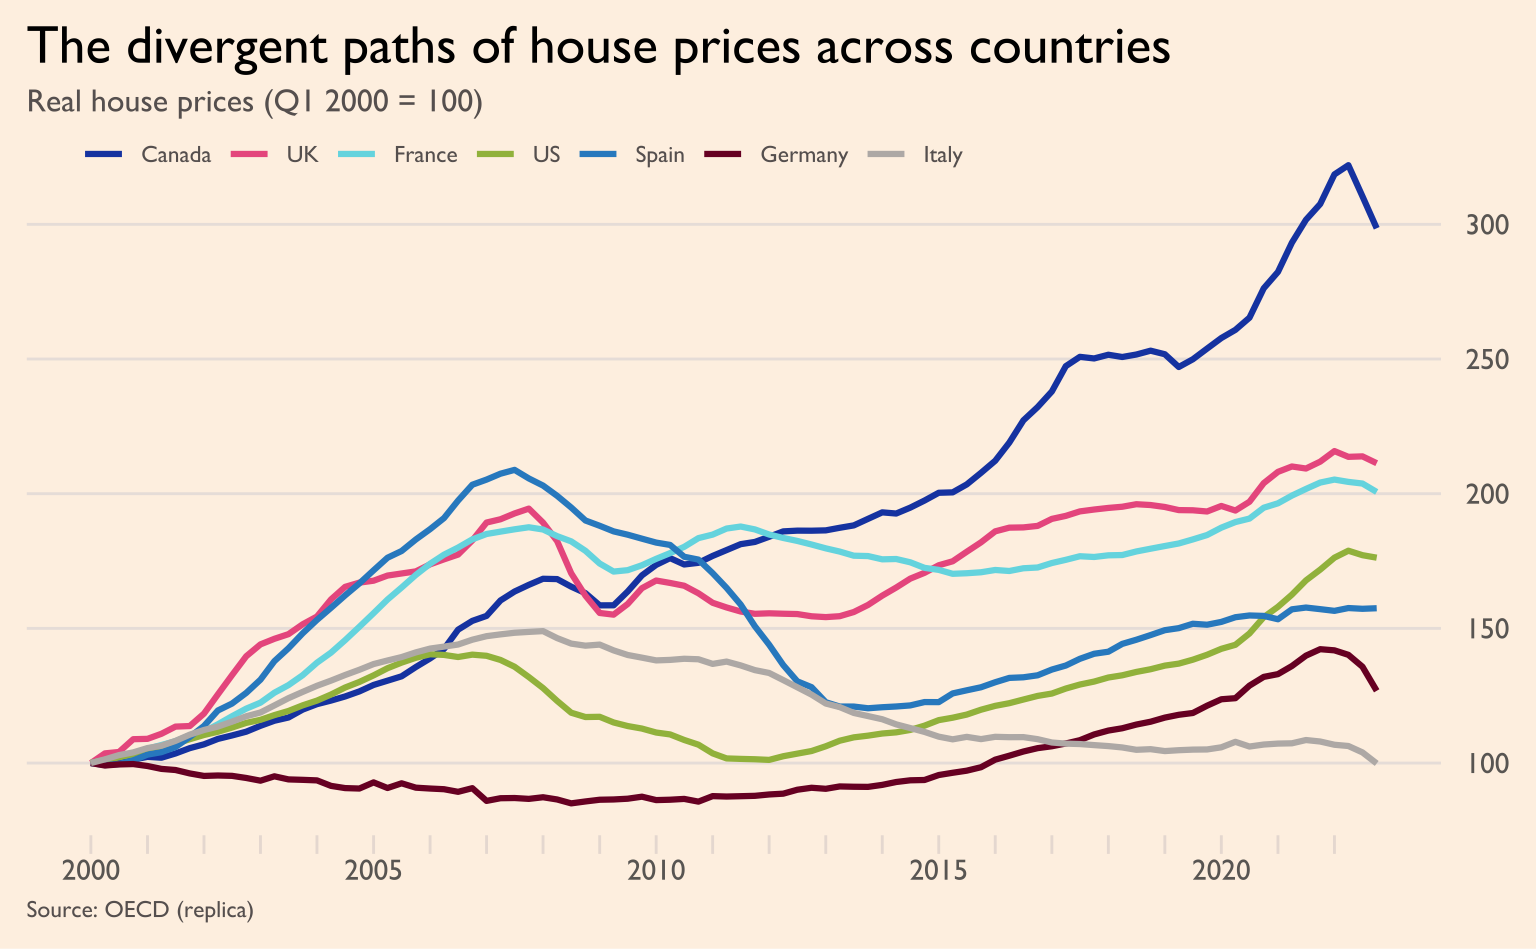 The divergent paths of house prices across countries
Real house prices (Q1 2000 = 100)
Canada UK France US Spain Germany Italy
300
250
200
150
100
2000 2005 2010 2015 2020
Source: OECD (replica)